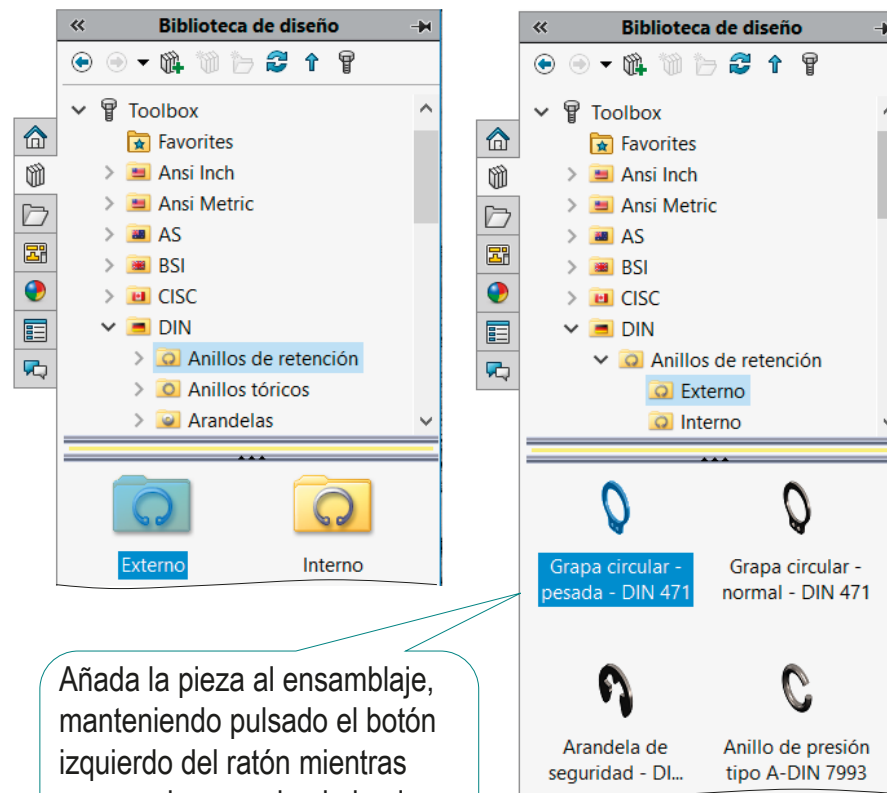 Biblioteca de diseño
Toolbox
Favorites
Ansi Inch
Ansi Metric
AS
BSI
CISC
DIN
Anillos de retención
Anillos tóricos
Arandelas
Externo
Interno
Biblioteca de diseño
Toolbox
Favorites
Ansi Inch
Ansi Metric
AS
BSI
CISC
DIN
Anillos de retención
Externo
Interno
Grapa circular -
pesada - DIN 471
Grapa circular -
normal - DIN 471
Arandela de
seguridad - DI...
Anillo de presión
tipo A-DIN 7993
Añada la pieza al ensamblaje,
manteniendo pulsado el botón
izquierdo del ratón mientras